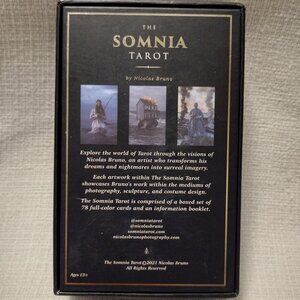 THE
SOMNIA
TAROT
by Nicolas Bruno
Explore the world of Tarot through the visions of
Nicolas Bruno, an artist who transforms his
dreams and nightmares into surreal imagery.
Each artwork within The Somnia Tarot
showcases Bruno's work within the mediums of
photography, sculpture, and costume design.
The Somnia Tarot is comprised of a boxed set of
78 full-color cards and an information booklet.
@somniatarot
@nicolasbruno
somniatarot.com
nicolasbrunophotography.com
The Somnia Tarot©2021 Nicolas Bruno
All Rights Reserved
Ages 13+